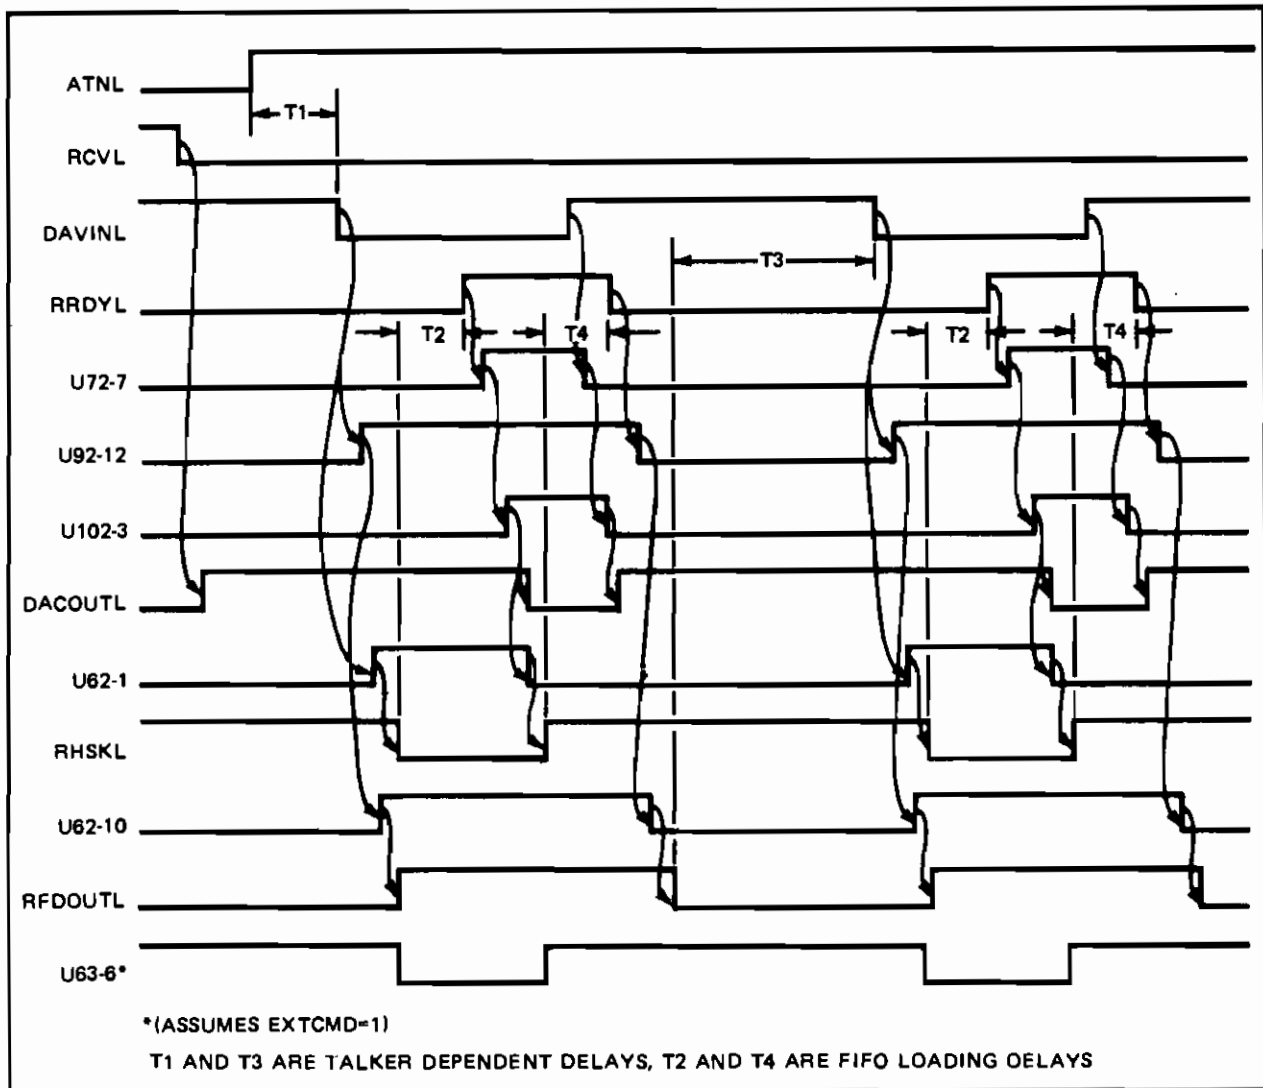 ATNL
T1
RCVL
DAVINL
T3
RRDYL
T2 T4 T2 T4
U72-7
U92-12
U102-3
DACOUTL
U62-1
RHSKL
U62-10
RFDOUTL
U63-6*
*(ASSUMES EXTCMD=1)
T1 AND T3 ARE TALKER DEPENDENT DELAYS, T2 AND T4 ARE FIFO LOADING OELAYS